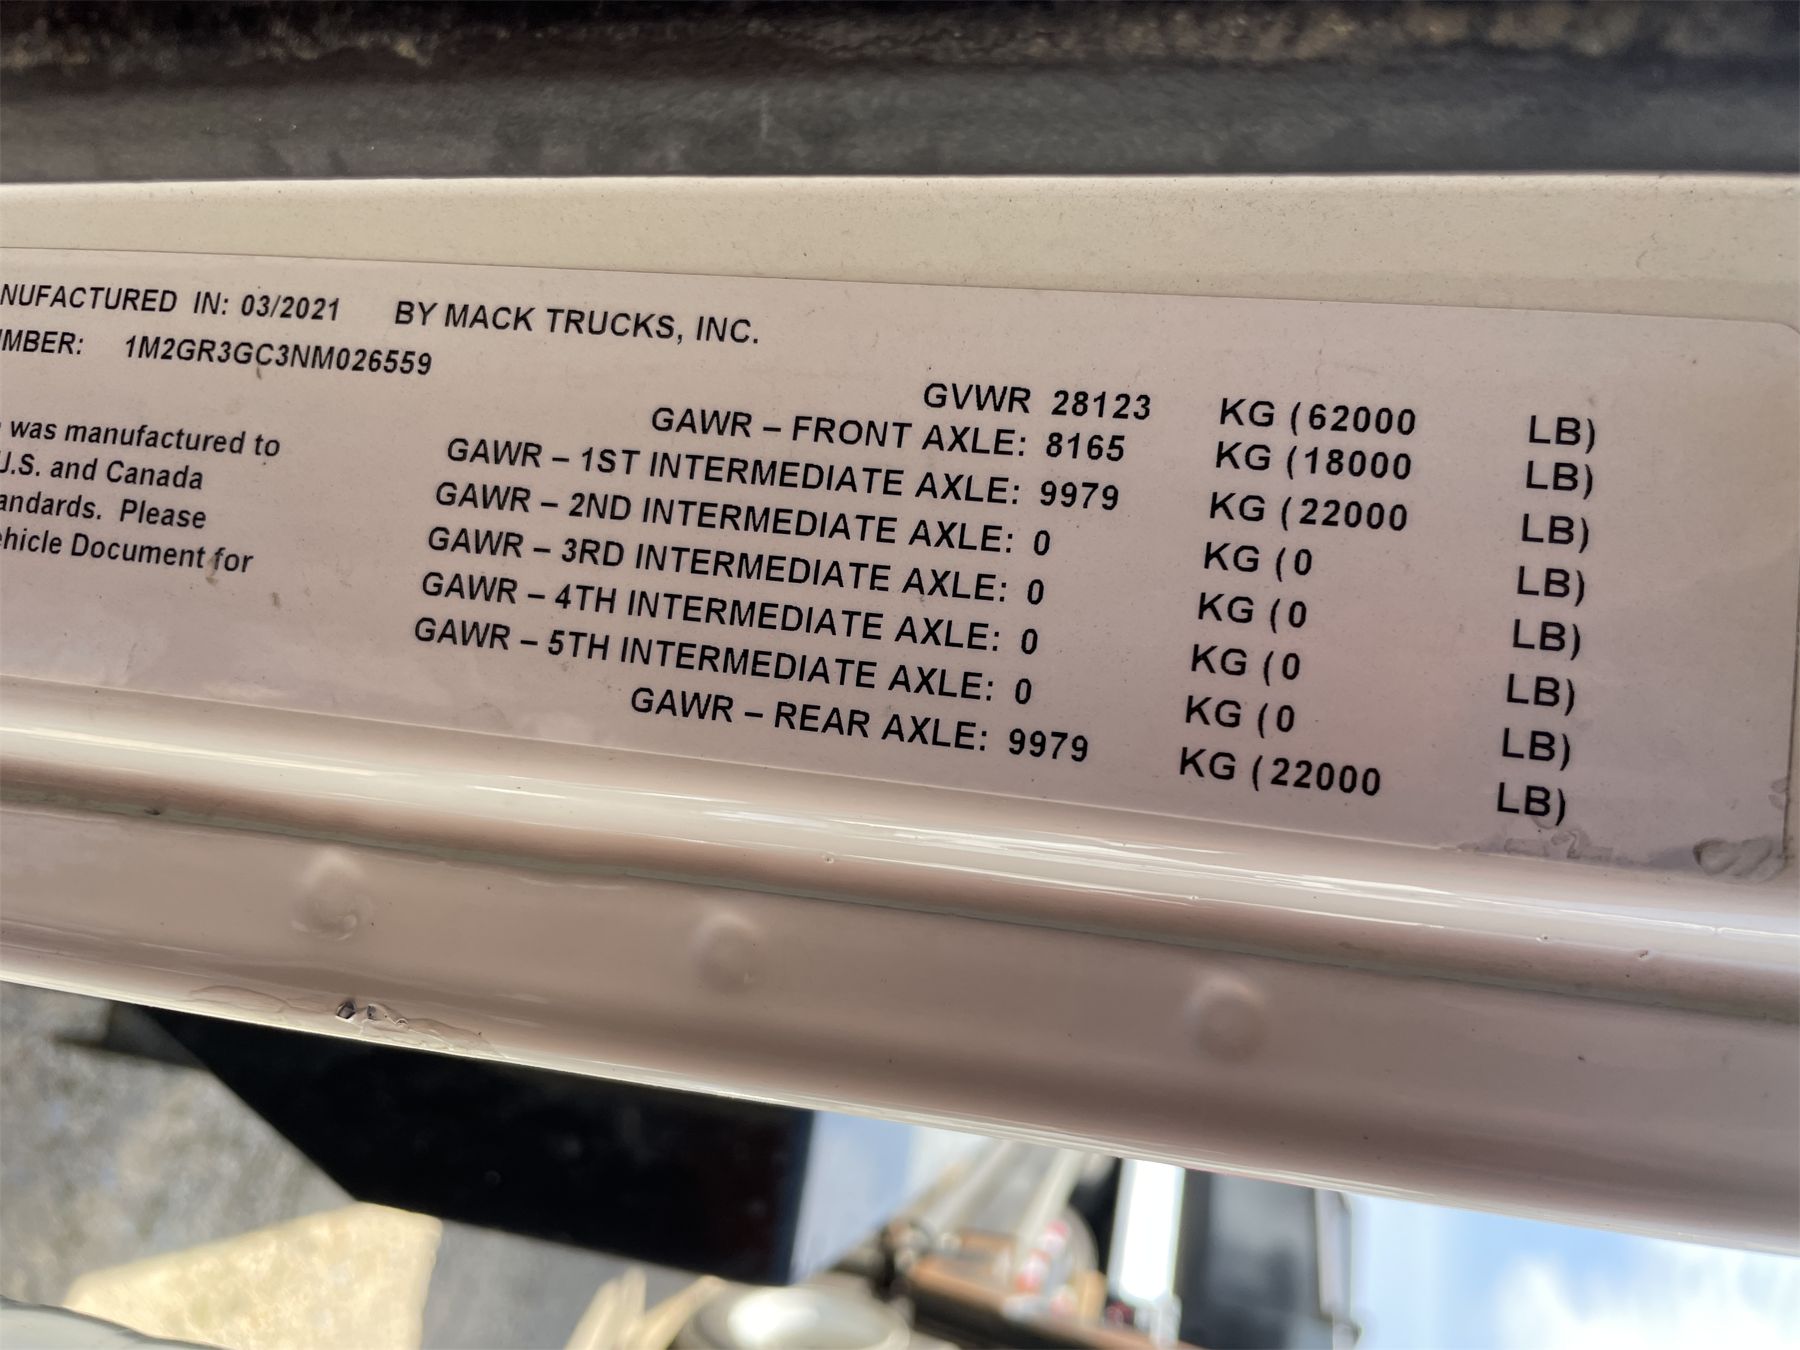 NUFACTURED IN: 03/2021 BY MACK TRUCKS, INC.
MBER: 1M2GR3GC3NM026559
was manufactured to
U.S. and Canada
andards. Please
ehicle Document for
GVWR 28123 KG (62000 LB)
GAWR – FRONT AXLE: 8165 KG (18000 LB)
GAWR – 1ST INTERMEDIATE AXLE: 9979 KG (22000 LB)
GAWR – 2ND INTERMEDIATE AXLE: 0 KG (0 LB)
GAWR – 3RD INTERMEDIATE AXLE: 0 KG (0 LB)
GAWR – 4TH INTERMEDIATE AXLE: 0 KG (0 LB)
GAWR – 5TH INTERMEDIATE AXLE: 0 KG (0 LB)
GAWR – REAR AXLE: 9979 KG (22000 LB)